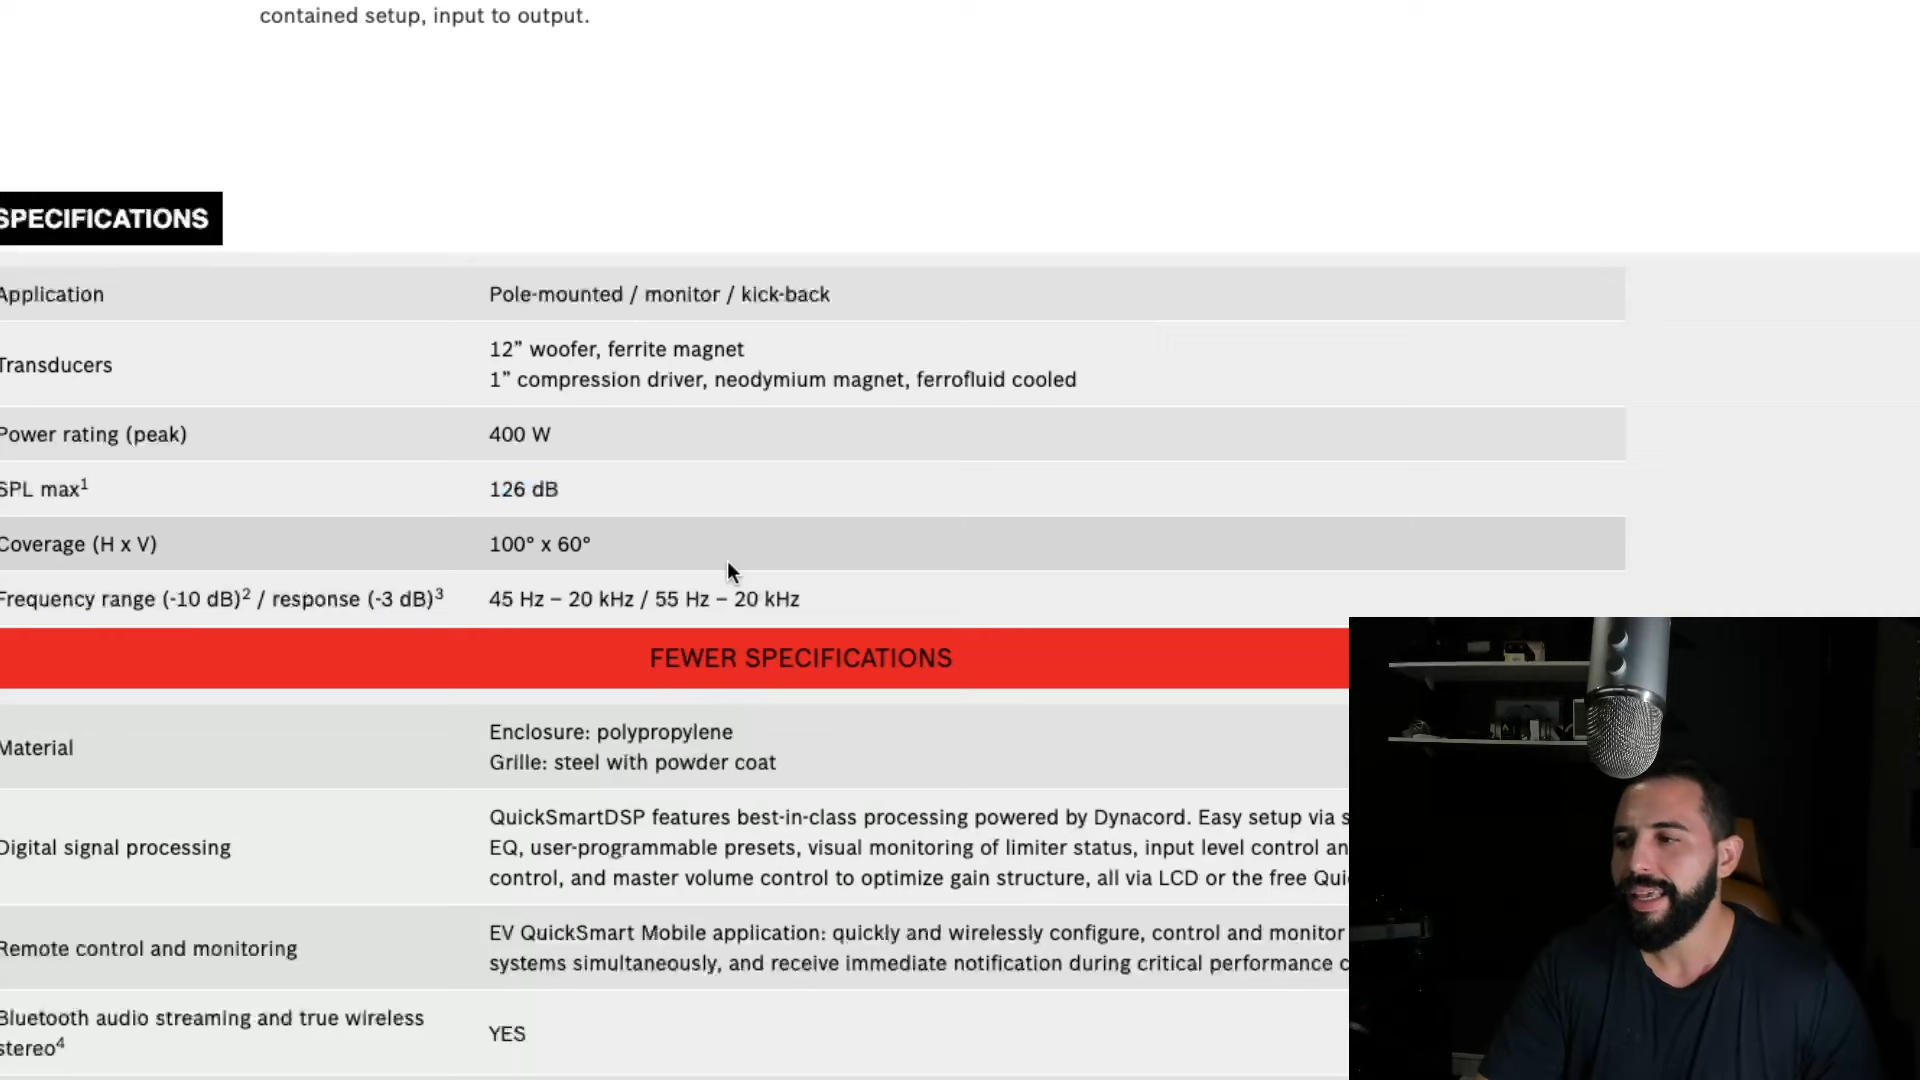 contained setup, input to output.
SPECIFICATIONS
Application
Pole-mounted / monitor / kick-back
Transducers
12” woofer, ferrite magnet
1” compression driver, neodymium magnet, ferrofluid cooled
Power rating (peak)
400 W
SPL max¹
126 dB
Coverage (H x V)
100° x 60°
Frequency range (-10 dB)² / response (-3 dB)³
45 Hz – 20 kHz / 55 Hz – 20 kHz
FEWER SPECIFICATIONS
Material
Enclosure: polypropylene
Grille: steel with powder coat
Digital signal processing
QuickSmartDSP features best-in-class processing powered by Dynacord. Easy setup via
EQ, user-programmable presets, visual monitoring of limiter status, input level control
control, and master volume control to optimize gain structure, all via LCD or the free
Remote control and monitoring
EV QuickSmart Mobile application: quickly and wirelessly configure, control and monitor
systems simultaneously, and receive immediate notification during critical performance
Bluetooth audio streaming and true wireless
stereo⁴
YES